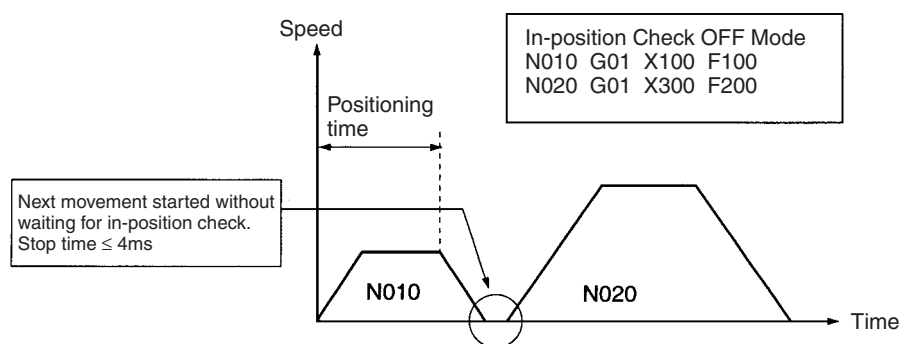 Speed
In-position Check OFF Mode
N010 G01 X100 F100
N020 G01 X300 F200
Positioning
time
Next movement started without
waiting for in-position check.
Stop time ≤ 4ms
N010
N020
Time